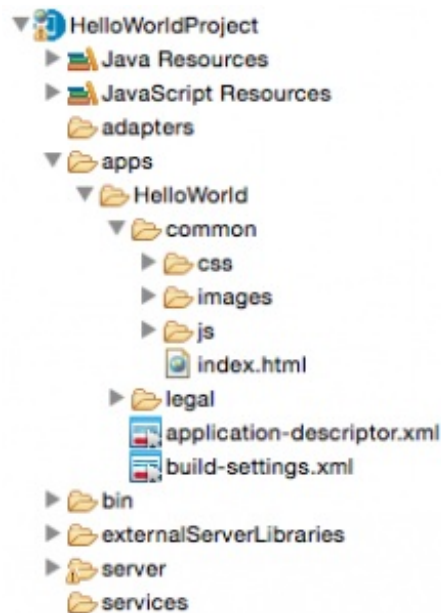 HelloWorldProject
Java Resources
JavaScript Resources
adapters
apps
HelloWorld
common
css
images
js
index.html
legal
application-descriptor.xml
build-settings.xml
bin
externalServerLibraries
server
services